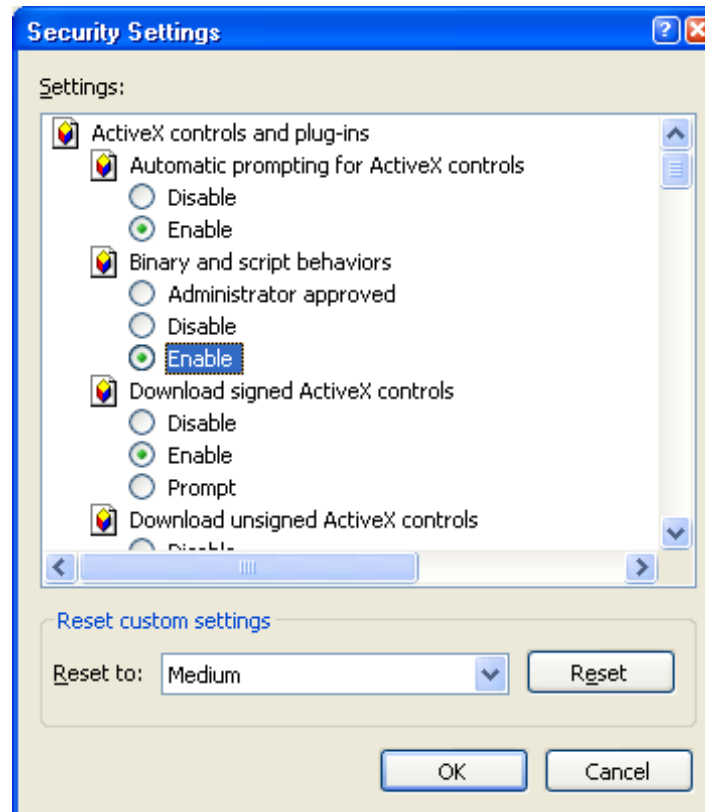 Security Settings
Settings:
ActiveX controls and plug-ins
Automatic prompting for ActiveX controls
Disable
Enable
Binary and script behaviors
Administrator approved
Disable
Enable
Download signed ActiveX controls
Disable
Enable
Prompt
Download unsigned ActiveX controls
Reset custom settings
Reset to: Medium Reset
OK Cancel